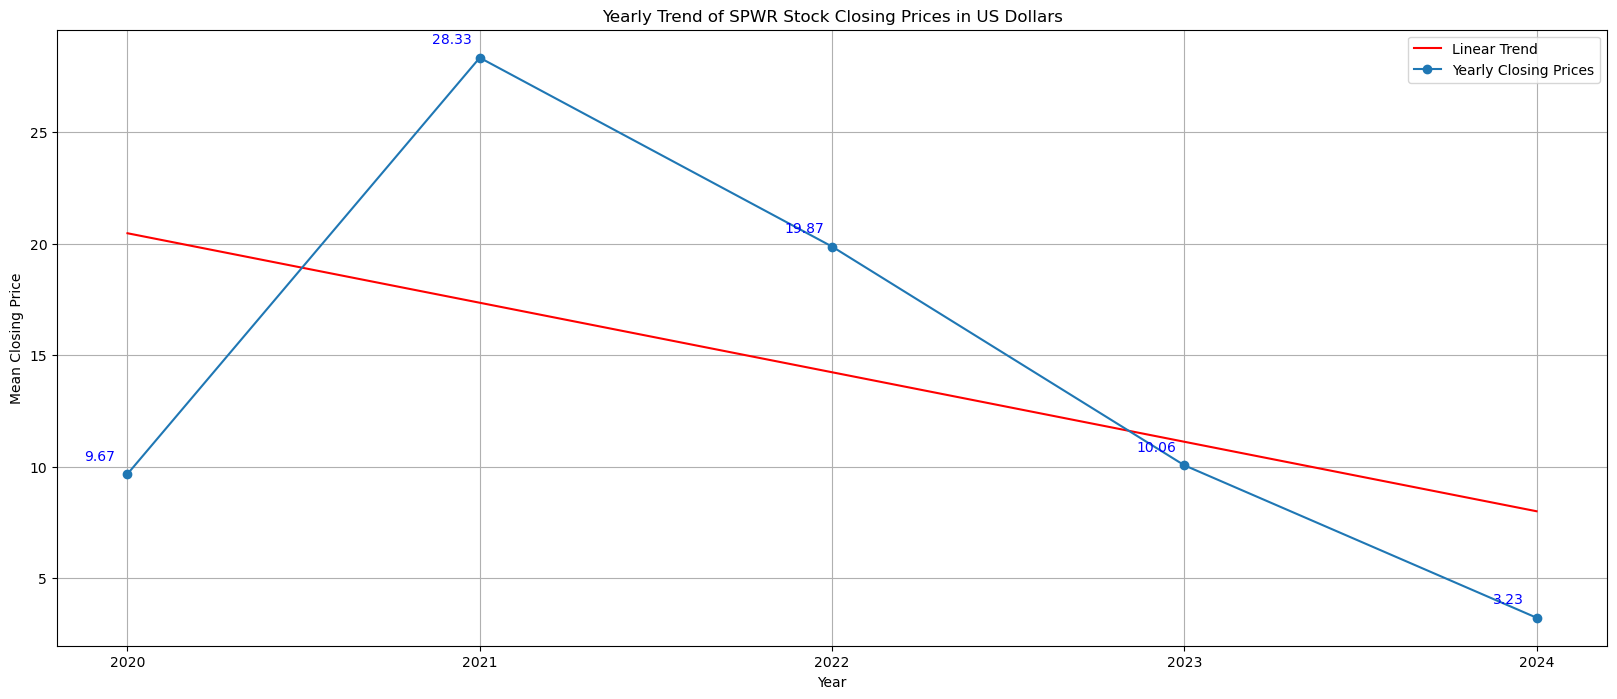 Yearly Trend of SPWR Stock Closing Prices in US Dollars
Linear Trend
Yearly Closing Prices
28.33
19.87
10.06
9.67
3.23
25
20
15
10
5
Mean Closing Price
2020 2021 2022 2023 2024
Year